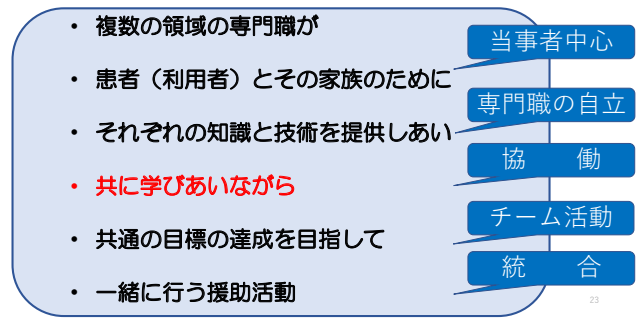 ・ 複数の領域の専門職が
当事者中心
・ 患者（利用者）とその家族のために
専門職の自立
・ それぞれの知識と技術を提供しあい
協　　働
・ 共に学びあいながら
チーム活動
・ 共通の目標の達成を目指して
統　　合
・ 一緒に行う援助活動
23